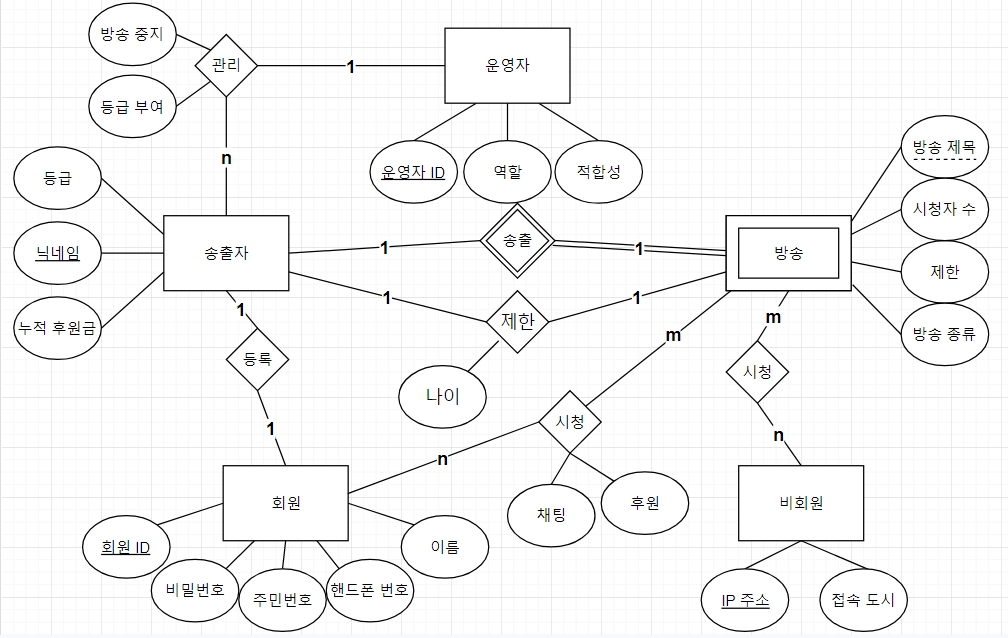 방송 중지
관리
1
운영자
등급 부여
n
운영자 ID
역할
적합성
방송 제목
등급
시청자 수
닉네임
송출자
1
송출
1
방송
제한
누적 후원금
1
제한
1
방송 종류
1
m
m
등록
나이
시청
시청
1
n
n
회원
채팅
후원
비회원
회원 ID
비밀번호
주민번호
핸드폰 번호
이름
IP 주소
접속 도시